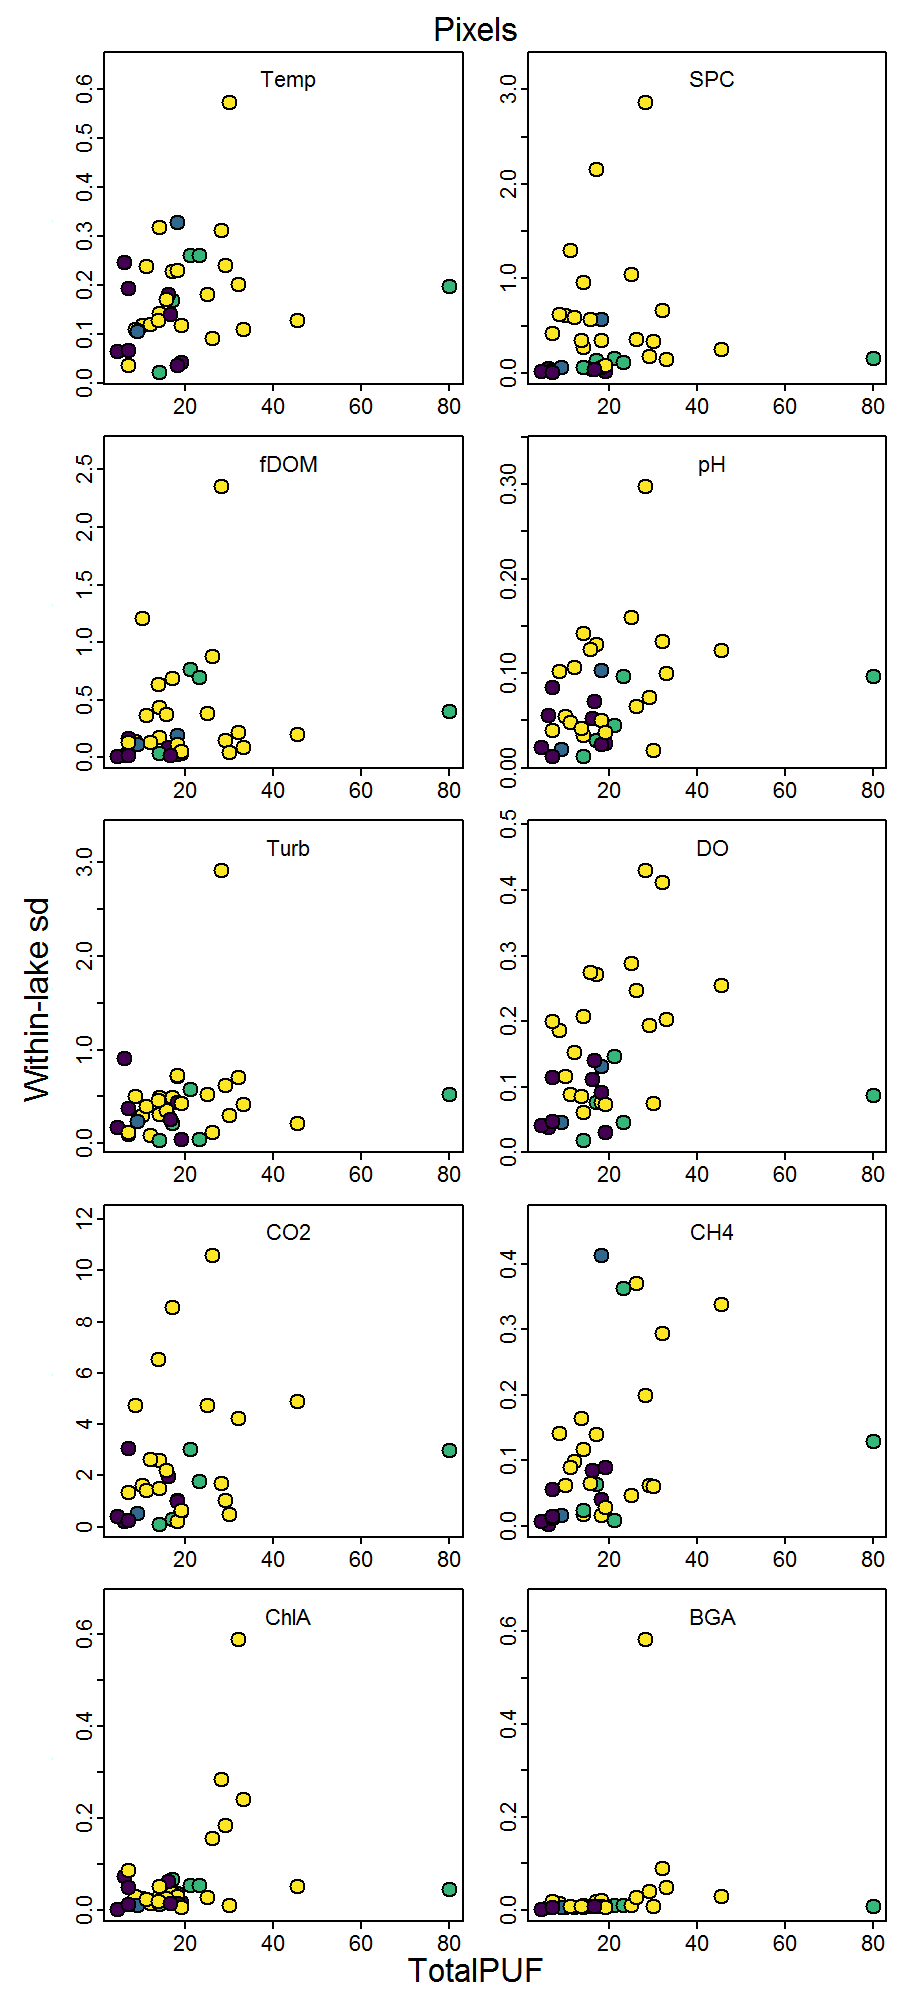 Pixels
Temp
0.0 0.1 0.2 0.3 0.4 0.5 0.6
20 40 60 80
SPC
0.0 1.0 2.0 3.0
20 40 60 80
fDOM
0.0 0.5 1.0 1.5 2.0 2.5
20 40 60 80
pH
0.00 0.10 0.20 0.30
20 40 60 80
Within-lake sd
Turb
0.0 1.0 2.0 3.0
20 40 60 80
DO
0.0 0.1 0.2 0.3 0.4 0.5
20 40 60 80
CO2
0 2 4 6 8 10 12
20 40 60 80
CH4
0.0 0.1 0.2 0.3 0.4
20 40 60 80
ChlA
0.0 0.2 0.4 0.6
20 40 60 80
BGA
0.0 0.2 0.4 0.6
20 40 60 80
TotalPUF